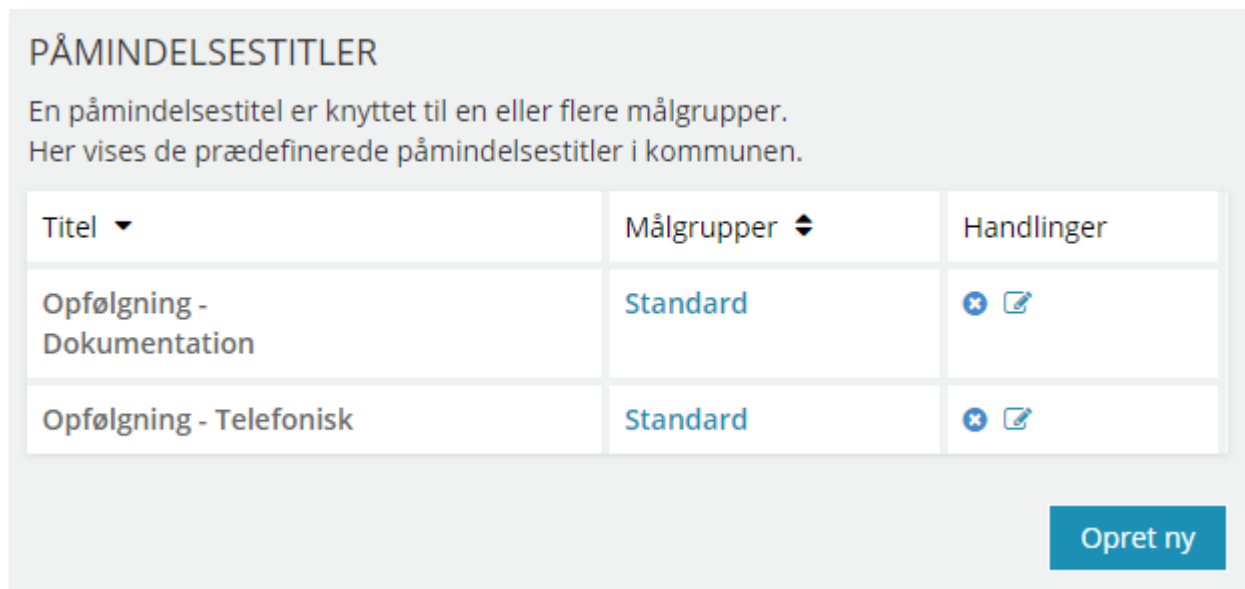 PÅMINDELSESTITLER
En påmindelsestitel er knyttet til en eller flere målgrupper.
Her vises de prædefinerede påmindelsestitler i kommunen.
Titel Målgrupper Handlinger
Opfølgning - Standard
Dokumentation
Opfølgning - Telefonisk Standard
Opret ny